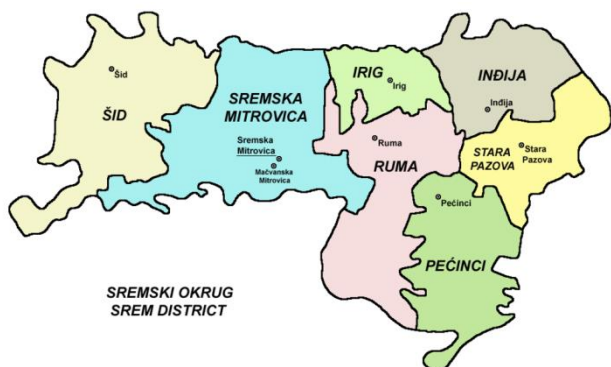 Šid
ŠID
SREMSKA
MITROVICA
Sremska
Mitrovica
Mačvanska
Mitrovica
IRIG
Irig
Ruma
RUMA
INĐIJA
Inđija
STARA
PAZOVA
Stara
Pazova
Pećinci
PEĆINCI
SREMSKI OKRUG
SREM DISTRICT